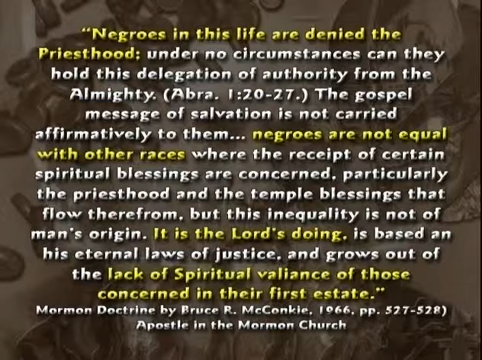 “Negroes in this life are denied the
Priesthood; under no circumstances can they
hold this delegation of authority from the
Almighty. (Abra. 1:20-27.) The gospel
message of salvation is not carried
affirmatively to them... negroes are not equal
with other races where the receipt of certain
spiritual blessings are concerned, particularly
the priesthood and the temple blessings that
flow therefrom, but this inequality is not of
man's origin. It is the Lord's doing, is based an
his eternal laws of justice, and grows out of
the lack of Spiritual valiance of those
concerned in their first estate.”
Mormon Doctrine by Bruce R. McConkie, 1966, pp. 527-528)
Apostle in the Mormon Church